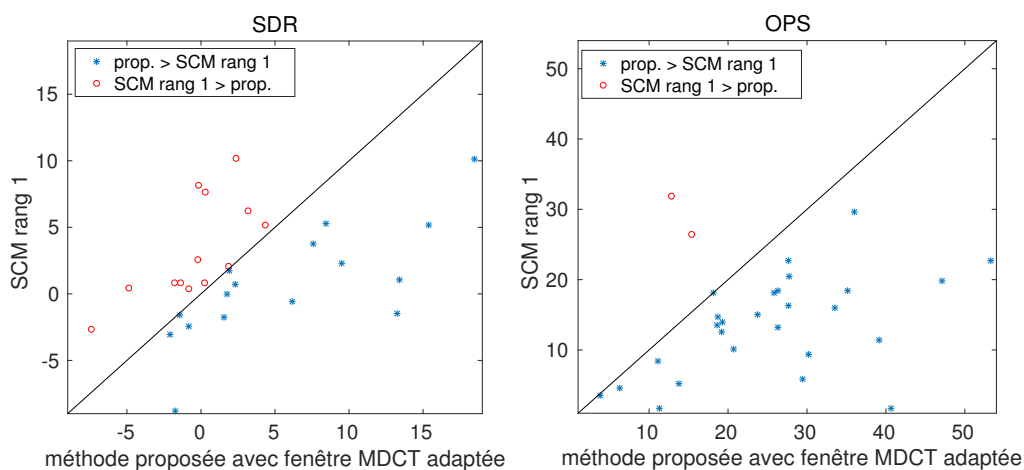 SDR
prop. > SCM rang 1
SCM rang 1 > prop.
15
10
5
0
-5
SCM rang 1
-5
0
5
10
15
méthode proposée avec fenêtre MDCT adaptée
OPS
prop. > SCM rang 1
SCM rang 1 > prop.
50
40
30
20
10
SCM rang 1
10
20
30
40
50
méthode proposée avec fenêtre MDCT adaptée